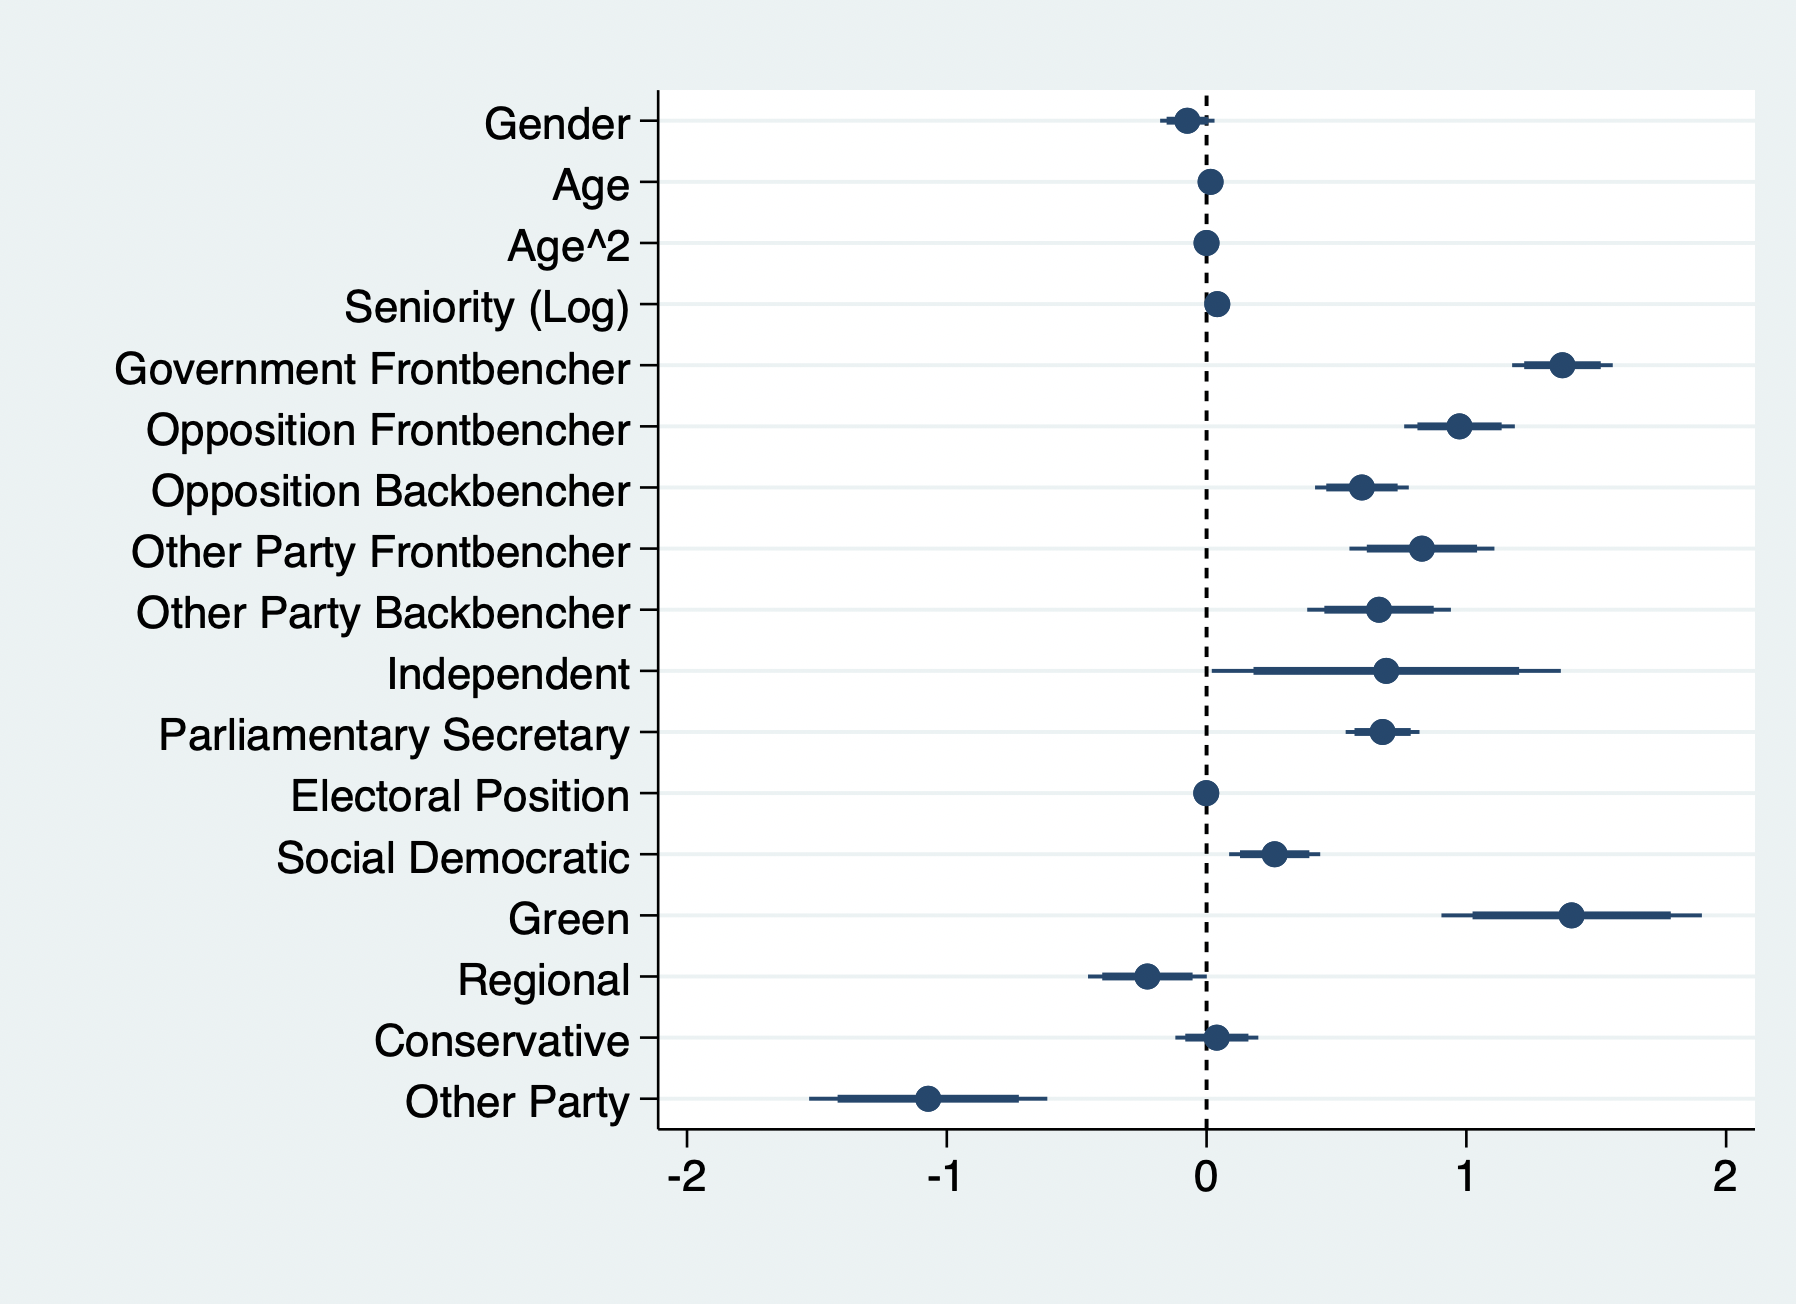 Gender
Age
Age^2
Seniority (Log)
Government Frontbencher
Opposition Frontbencher
Opposition Backbencher
Other Party Frontbencher
Other Party Backbencher
Independent
Parliamentary Secretary
Electoral Position
Social Democratic
Green
Regional
Conservative
Other Party
-2 -1 0 1 2